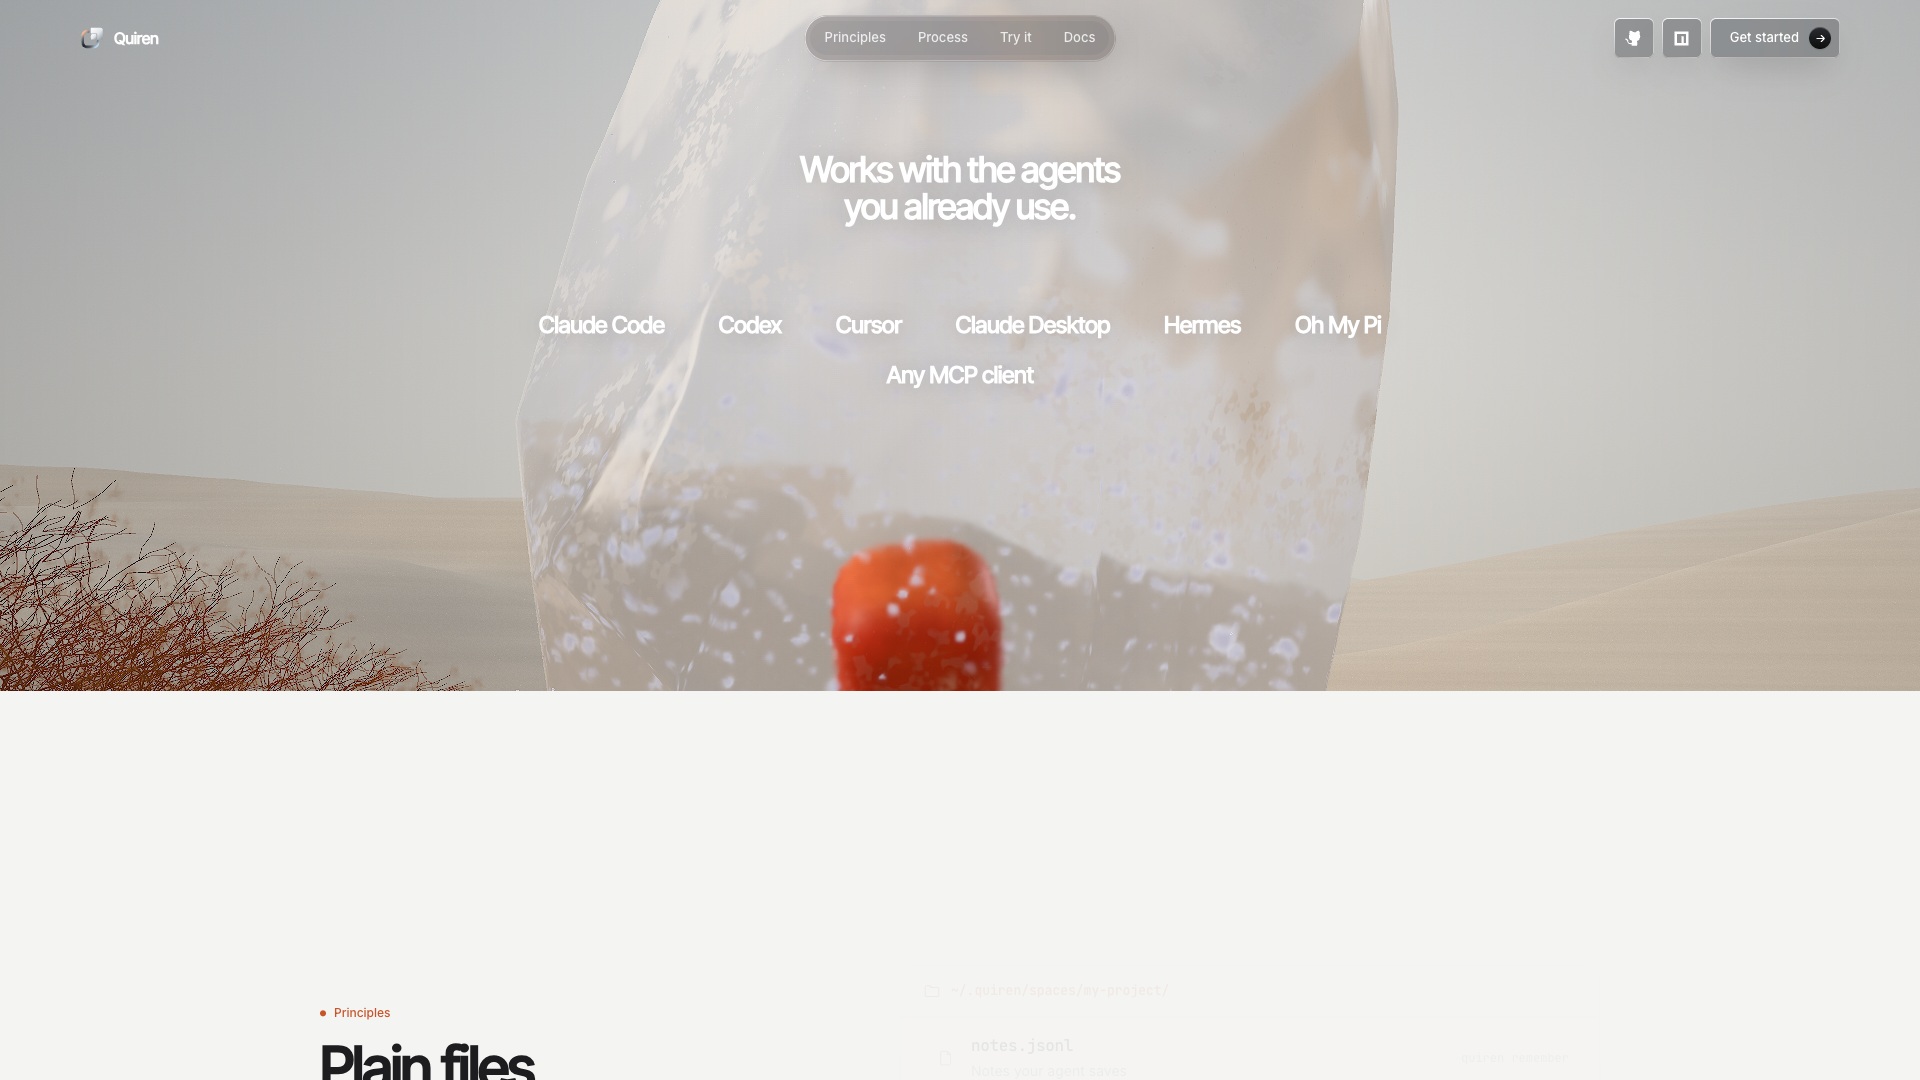 Quiren
Principles
Process
Try it
Docs
Get started
Works with the agents
you already use.
Claude Code
Codex
Cursor
Claude Desktop
Hermes
Oh My Pi
Any MCP client
Principles
Plain files
~/.quiren/spaces/my-project/
notes.jsonl
Notes your agent saves